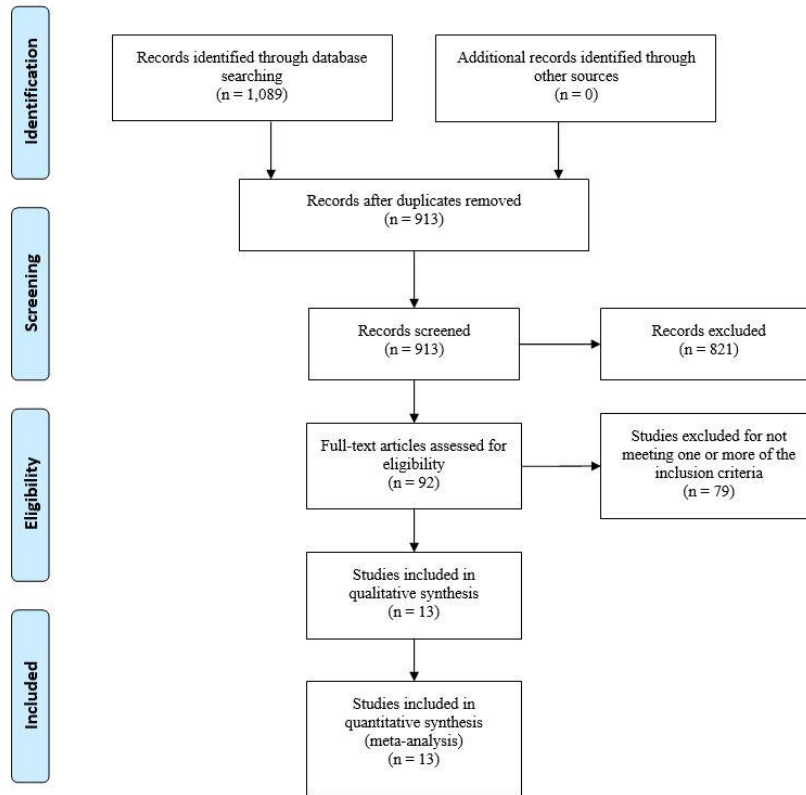 Identification
Records identified through database
searching
(n = 1,089)
Additional records identified through
other sources
(n = 0)
Records after duplicates removed
(n = 913)
Screening
Records screened
(n = 913)
Records excluded
(n = 821)
Eligibility
Full-text articles assessed for
eligibility
(n = 92)
Studies excluded for not
meeting one or more of the
inclusion criteria
(n = 79)
Studies included in
qualitative synthesis
(n = 13)
Included
Studies included in
quantitative synthesis
(meta-analysis)
(n = 13)